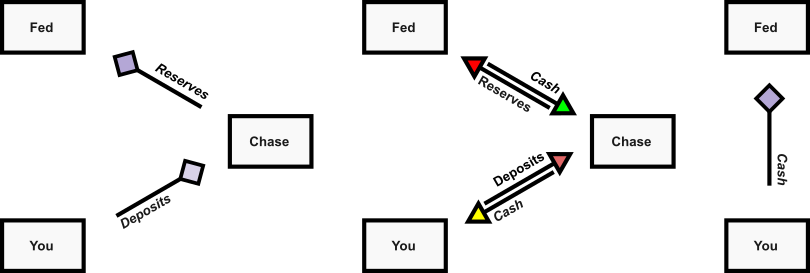 Fed
Reserves
Chase
Deposits
You
Fed
Cash
Reserves
Chase
Deposits
Cash
You
Fed
Cash
You